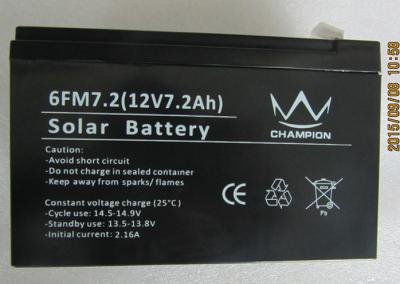 6FM7.2(12V7.2Ah)
Solar Battery
CHAMPION
Caution:
-Avoid short circuit
-Do not charge in sealed container
-Keep away from sparks/ flames
Constant voltage charge (25°C)
-Cycle use: 14.5-14.9V
-Standby use: 13.5-13.8V
-Initial current: 2.16A
CE
Pb
2015/09/08 10:59